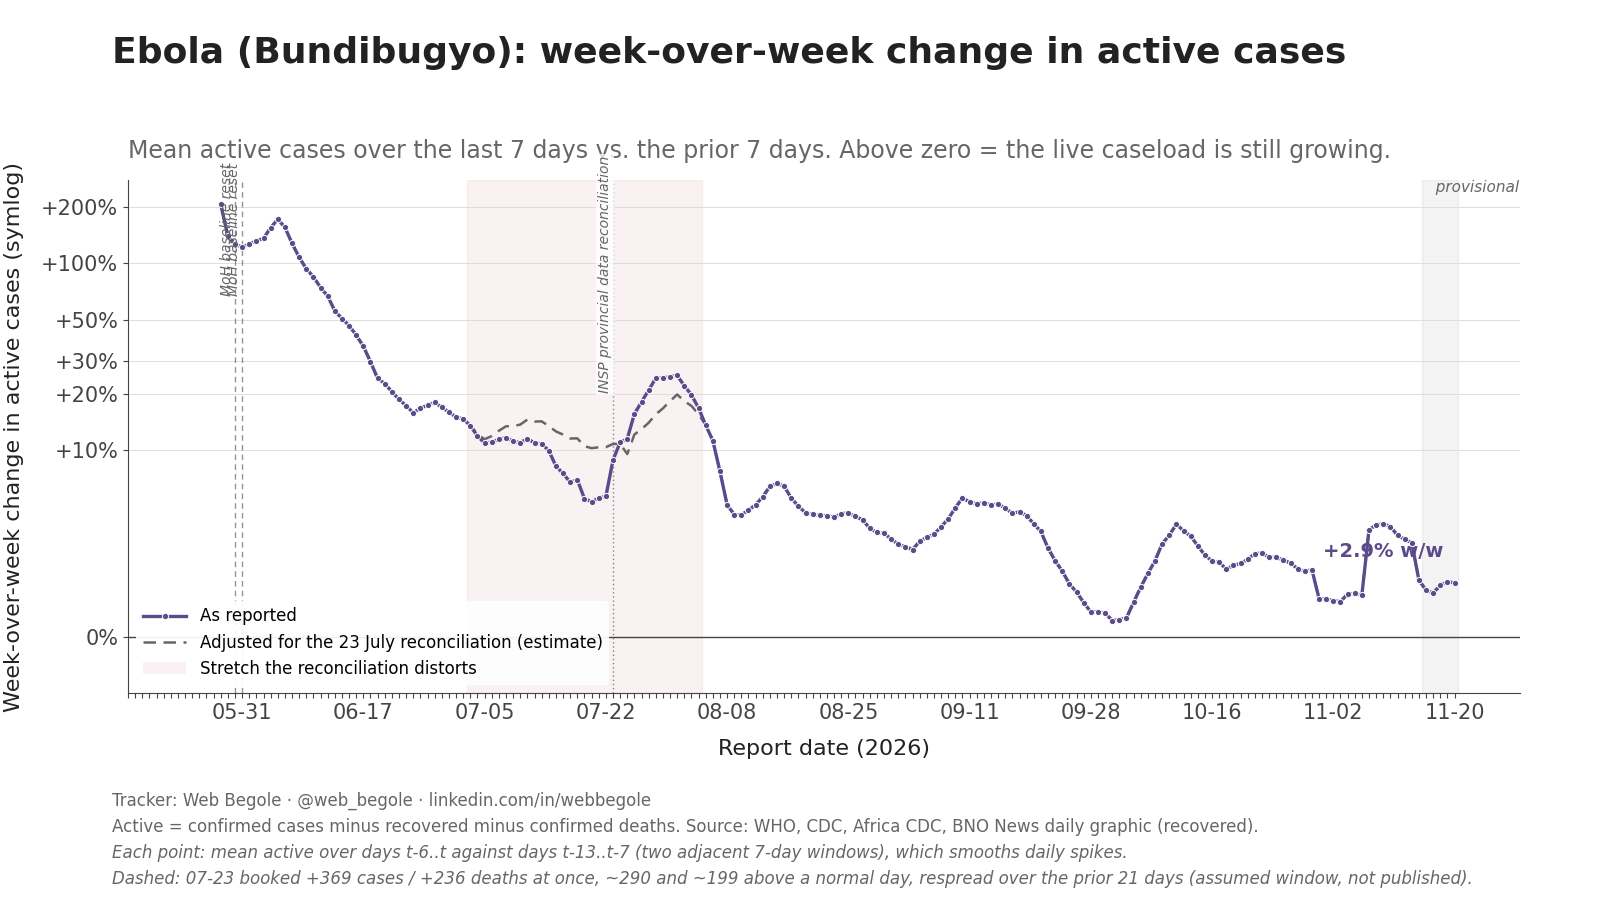 Ebola (Bundibugyo): week-over-week change in active cases
Mean active cases over the last 7 days vs. the prior 7 days. Above zero = the live caseload is still growing.
Week-over-week change in active cases (symlog)
+200%
+100%
+50%
+30%
+20%
+10%
0%
MoH baseline reset
MoH baseline reset
INSP provincial data reconciliation
provisional
+2.9% w/w
As reported
Adjusted for the 23 July reconciliation (estimate)
Stretch the reconciliation distorts
05-31 06-17 07-05 07-22 08-08 08-25 09-11 09-28 10-16 11-02 11-20
Report date (2026)
Tracker: Web Begole · @web_begole · linkedin.com/in/webbegole
Active = confirmed cases minus recovered minus confirmed deaths. Source: WHO, CDC, Africa CDC, BNO News daily graphic (recovered).
Each point: mean active over days t-6..t against days t-13..t-7 (two adjacent 7-day windows), which smooths daily spikes.
Dashed: 07-23 booked +369 cases / +236 deaths at once, ~290 and ~199 above a normal day, respread over the prior 21 days (assumed window, not published).